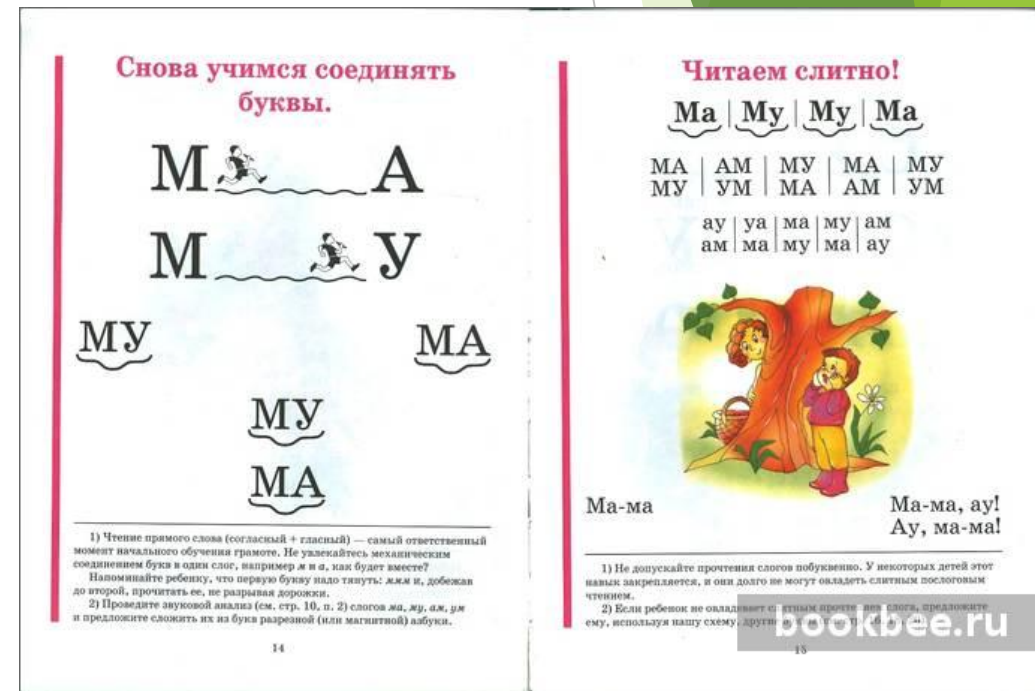 Снова учимся соединять
буквы.
М А
М У
МУ МА
МУ
МА
1) Чтение прямого слова (согласный + гласный) — самый ответственный
момент начального обучения грамоте. Не увлекайтесь механическим
соединением букв в один слог, например м и а, как будет вместе?
Напоминайте ребенку, что первую букву надо тянуть: ммм и, добежав
до второй, прочитать ее, не разрывая дорожки.
2) Проведите звуковой анализ (см. стр. 10, п. 2) слогов ма, му, ам, ум
и предложите сложить их из букв разрезной (или магнитной) азбуки.
14
Читаем слитно!
Ма | Му | Му | Ма
МА | АМ | МУ | МА | МУ
МУ | УМ | МА | АМ | УМ
ау | уа | ма | му | ам
ам | ма | му | ма | ау
Ма-ма
Ма-ма, ау!
Ау, ма-ма!
1) Не допускайте прочтения слогов побуквенно. У некоторых детей этот
навык закрепляется, и они долго не могут овладеть слитным послоговым
чтением.
2) Если ребенок не овладевает слитным слога, предложите
ему, используя нашу схему,
15
bookbee.ru